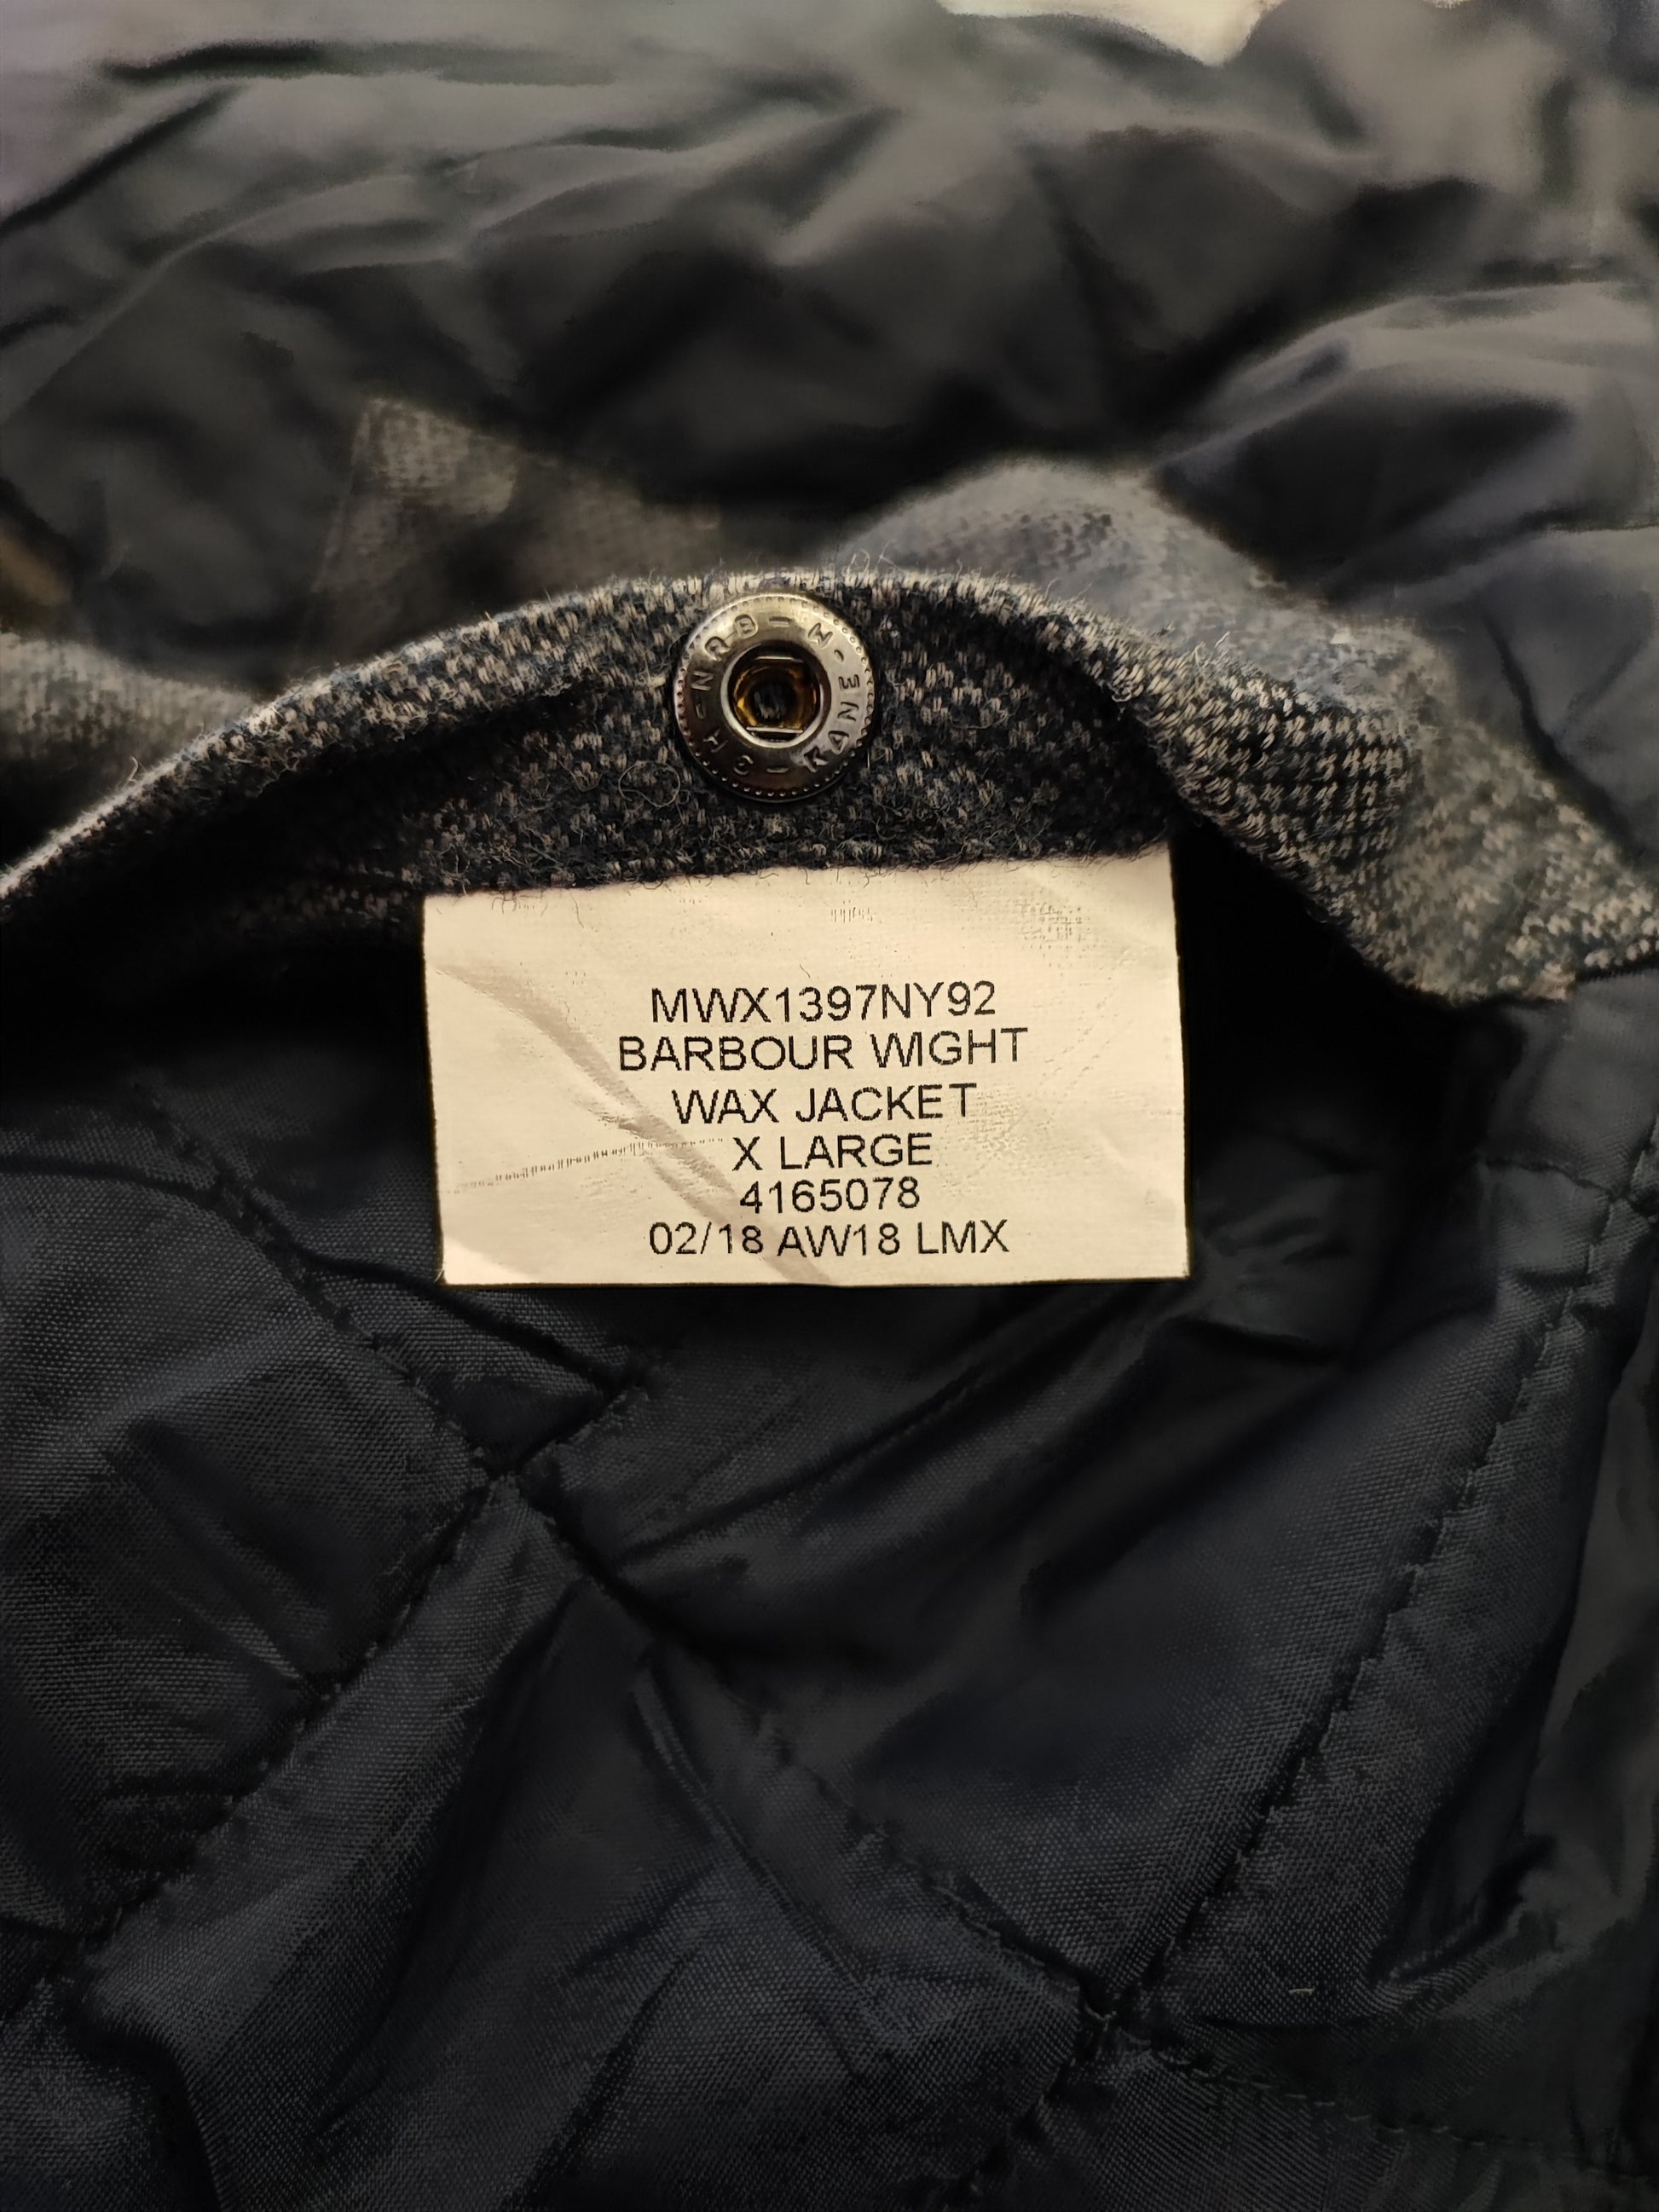 MWX1397NY92
BARBOUR WIGHT
WAX JACKET
X LARGE
4165078
02/18 AW18 LMX